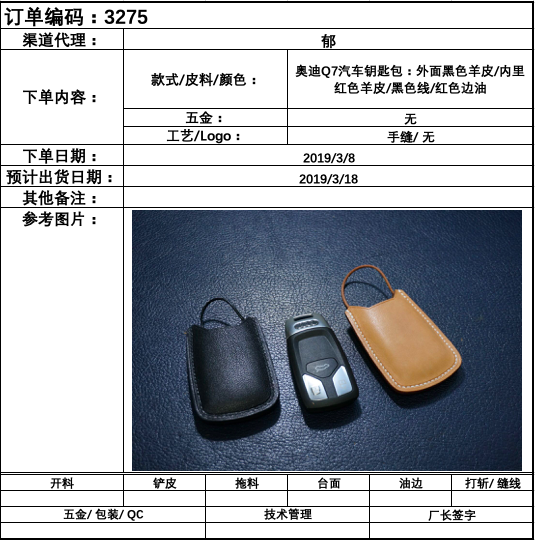 订单编码：3275
渠道代理：
郁
下单内容：
款式/皮料/颜色：
奥迪Q7汽车钥匙包：外面黑色羊皮/内里
红色羊皮/黑色线/红色边油
五金：
无
工艺/Logo：
手缝/ 无
下单日期：
2019/3/8
预计出货日期：
2019/3/18
其他备注：
参考图片：
开料
铲皮
拖料
台面
油边
打斩/ 缝线
五金/ 包装/ QC
技术管理
厂长签字